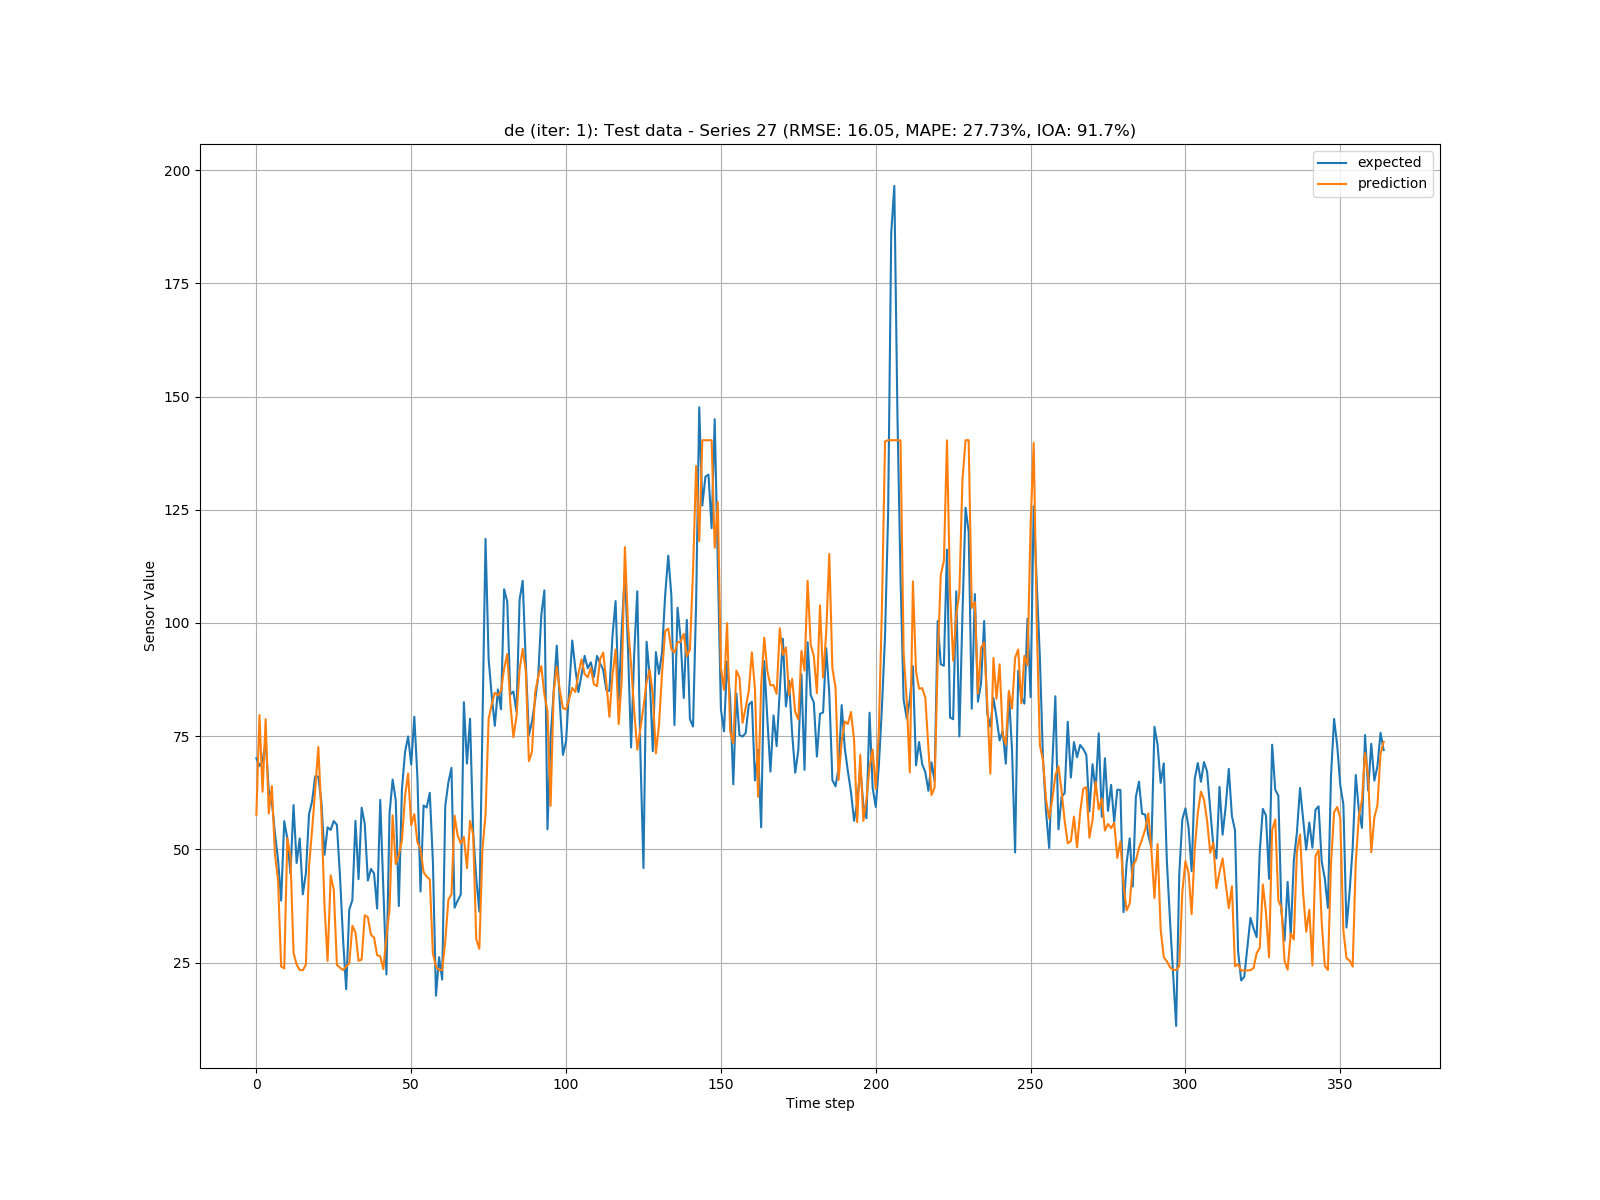 de (iter: 1): Test data - Series 27 (RMSE: 16.05, MAPE: 27.73%, IOA: 91.7%)
expected
prediction
200
175
150
125
100
75
50
25
Sensor Value
0 50 100 150 200 250 300 350
Time step